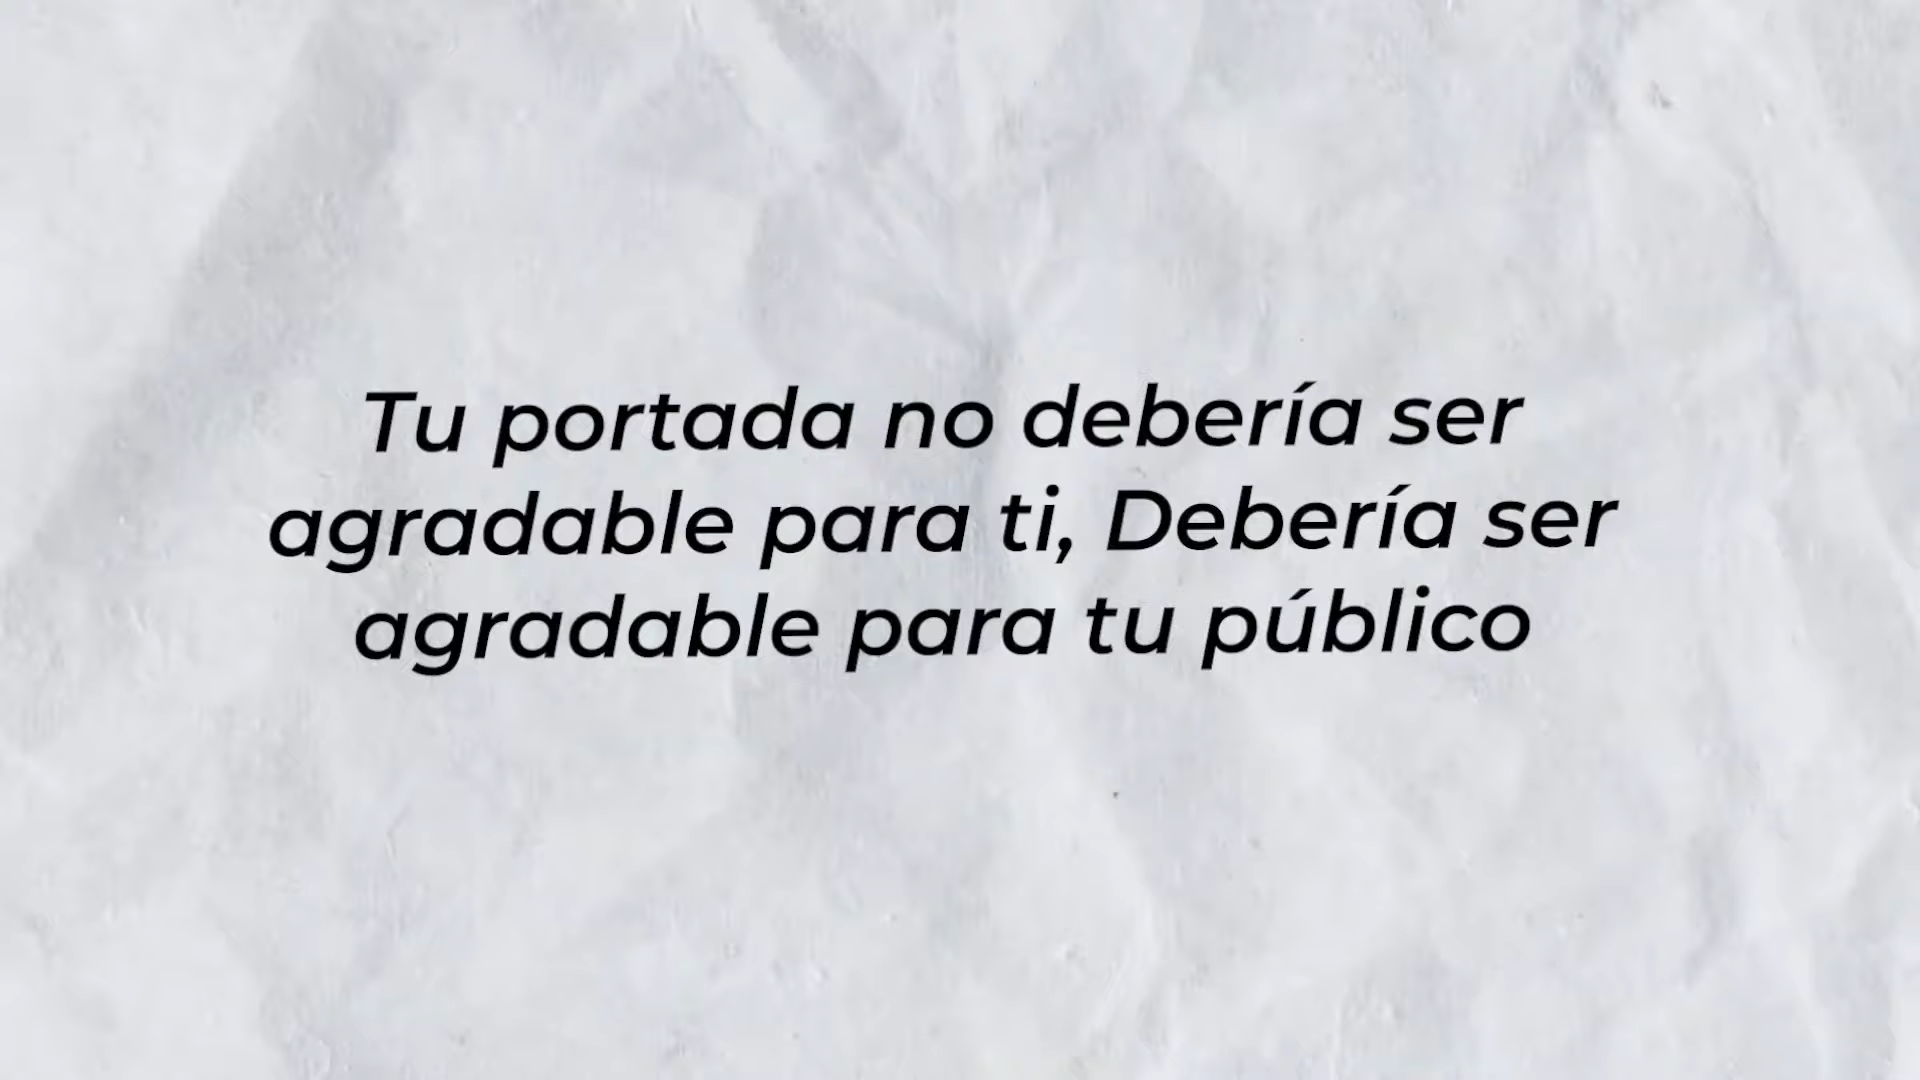 Tu portada no debería ser
agradable para ti, Debería ser
agradable para tu público